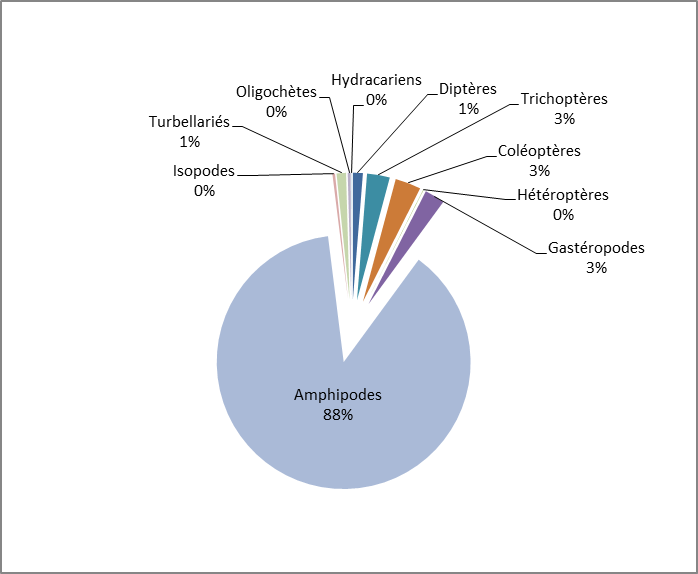 Hydracariens
0%
Diptères
1%
Oligochètes
0%
Trichoptères
3%
Turbellariés
1%
Coléoptères
3%
Isopodes
0%
Hétéroptères
0%
Gastéropodes
3%
Amphipodes
88%